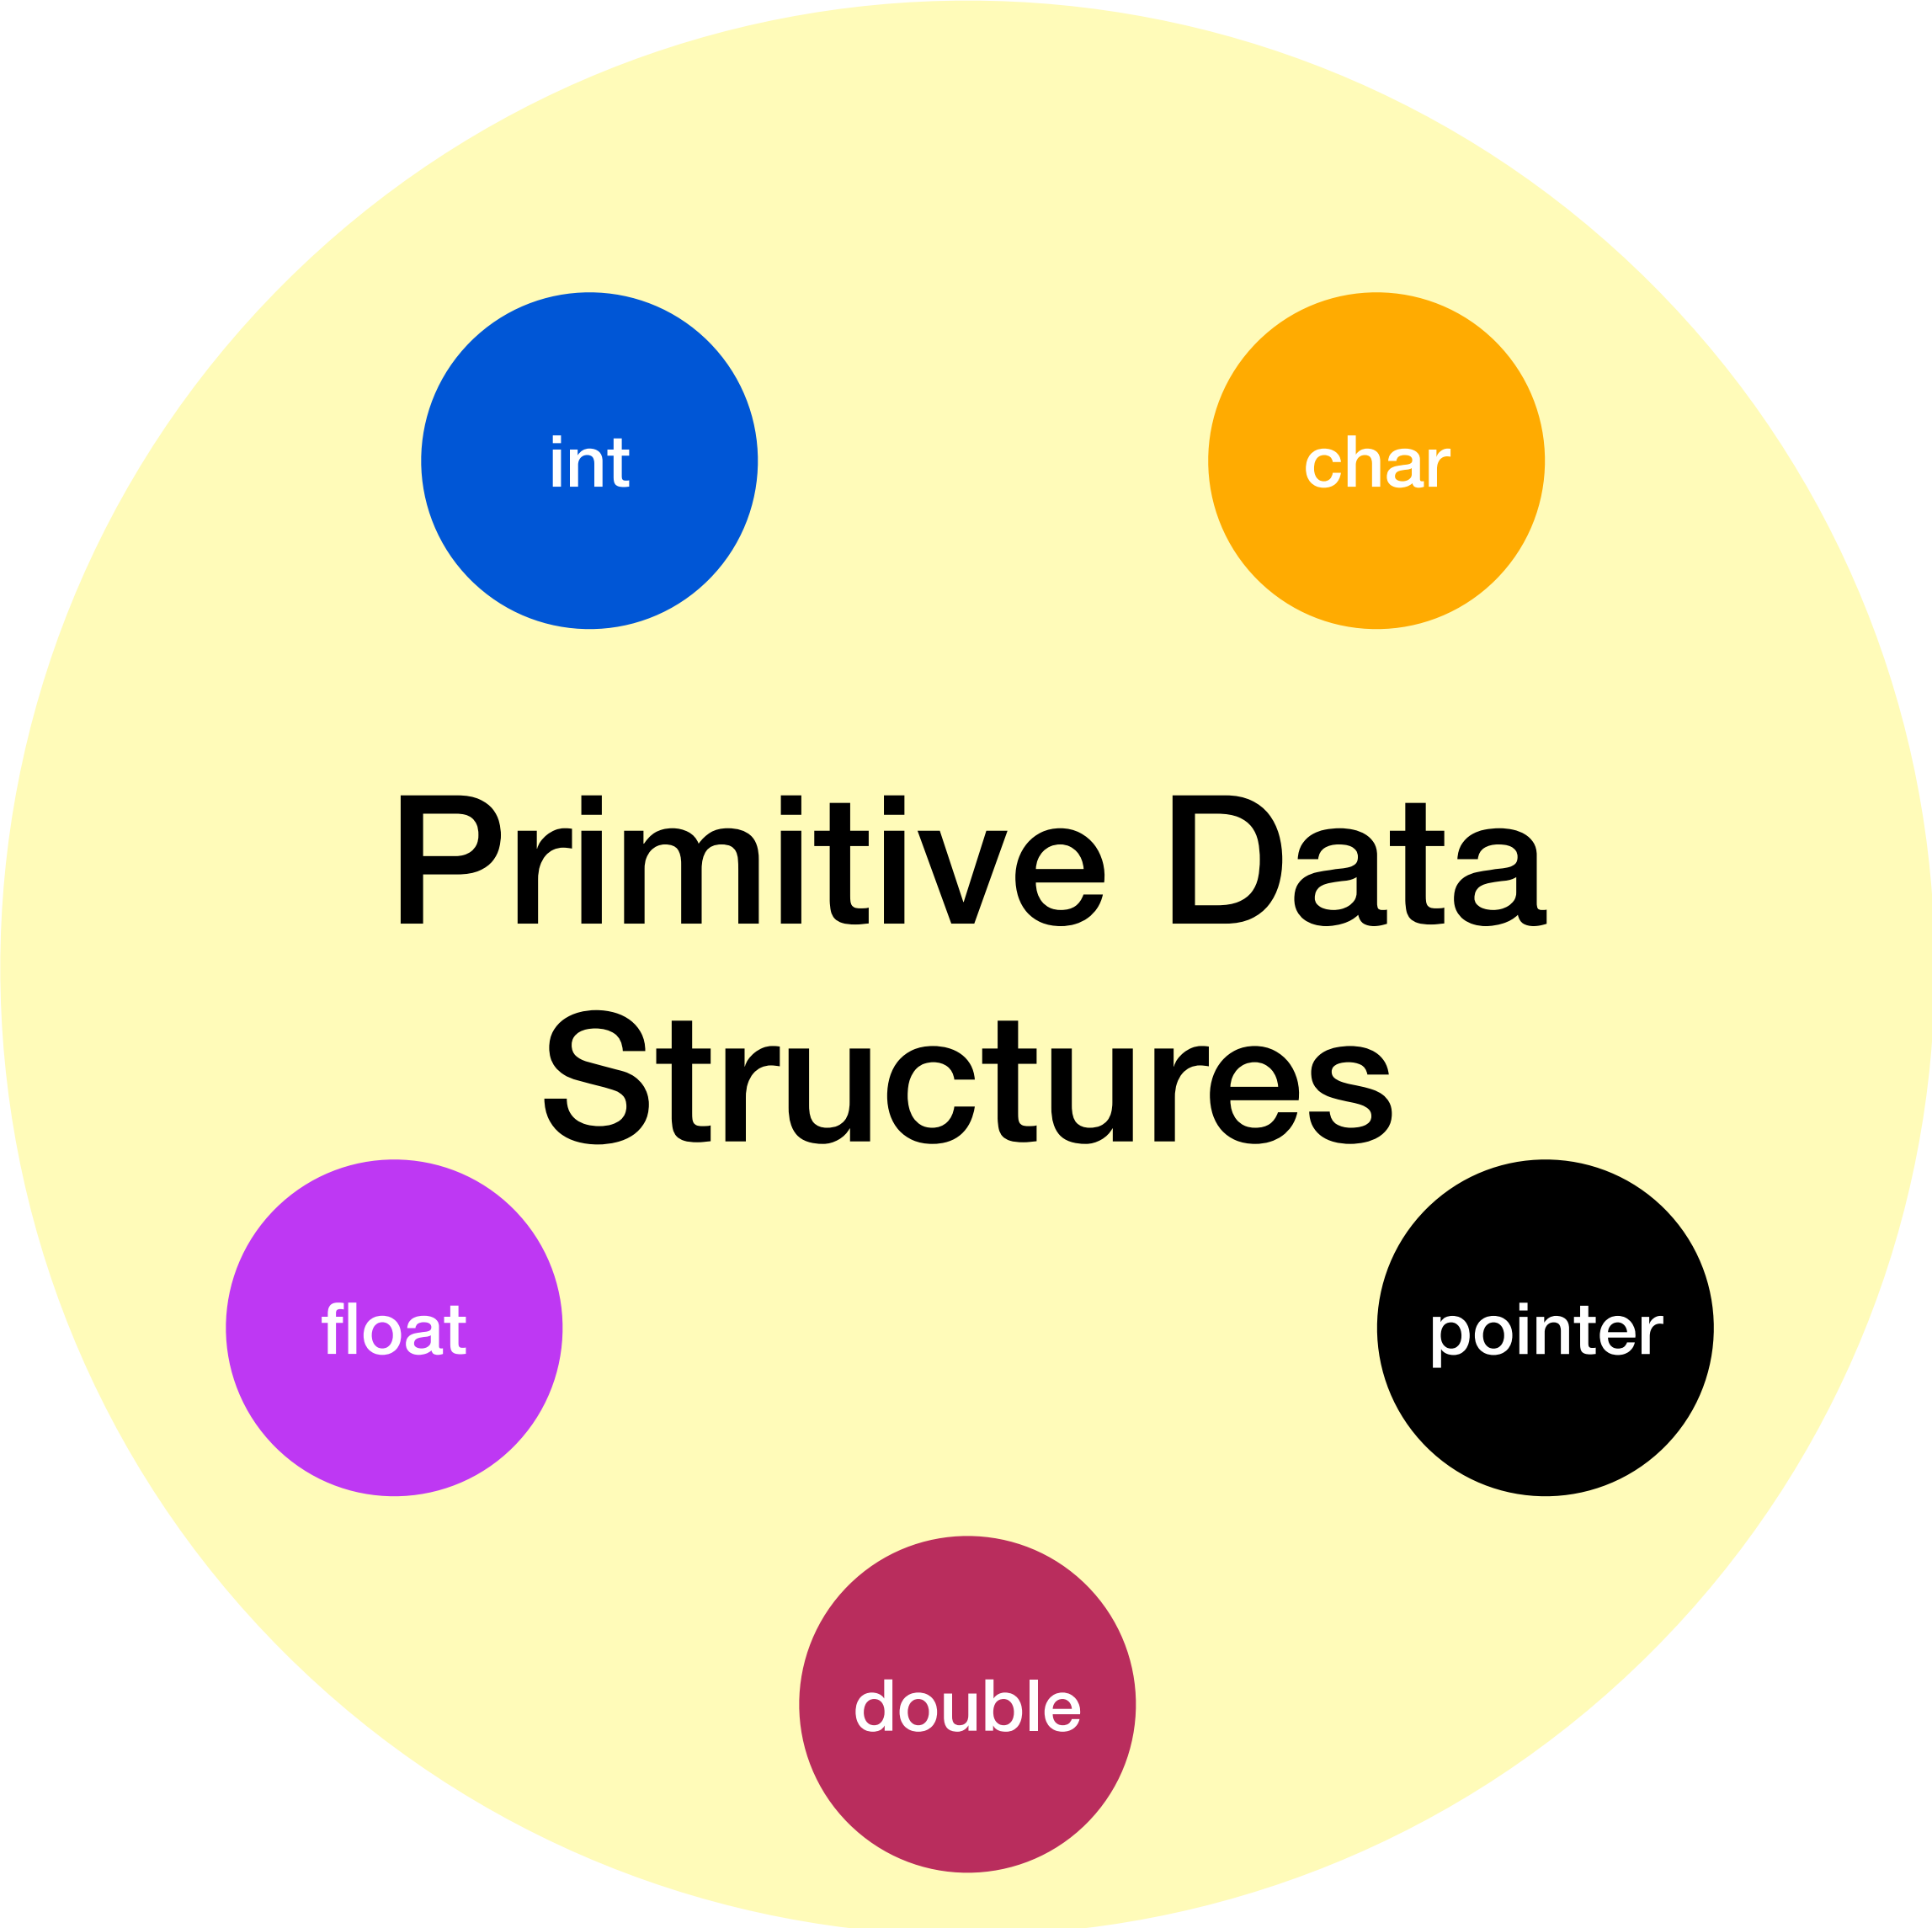 int
char
Primitive Data
Structures
float
pointer
double